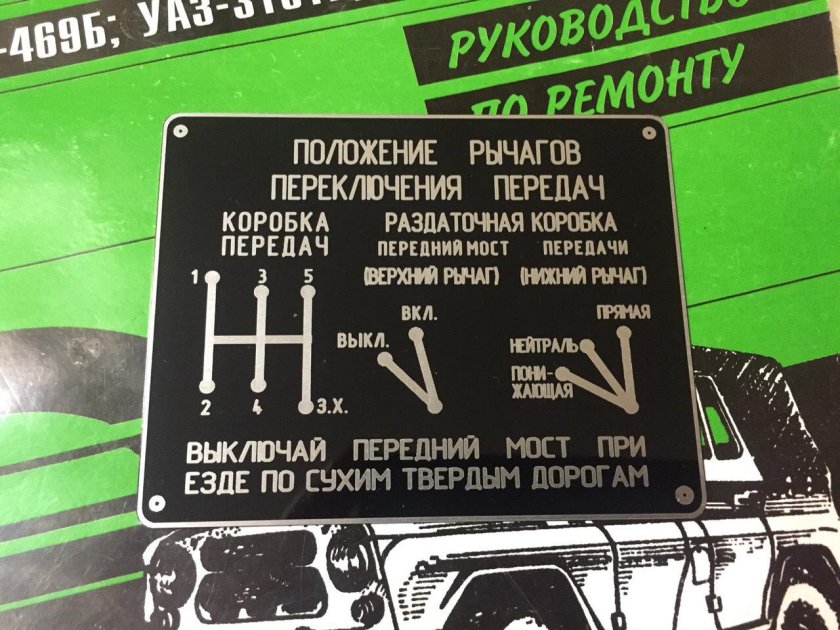 -469Б; УАЗ-3151
РУКОВОДСТВО
ПО РЕМОНТУ
ПОЛОЖЕНИЕ РЫЧАГОВ
ПЕРЕКЛЮЧЕНИЯ ПЕРЕДАЧ
КОРОБКА
ПЕРЕДАЧ
1 3 5
2 4 З.Х.
РАЗДАТОЧНАЯ КОРОБКА
ПЕРЕДНИЙ МОСТ
(ВЕРХНИЙ РЫЧАГ)
ВКЛ.
ВЫКЛ.
ПЕРЕДАЧИ
(НИЖНИЙ РЫЧАГ)
ПРЯМАЯ
НЕЙТРАЛЬ
ПОНИ-
ЖАЮЩАЯ
ВЫКЛЮЧАЙ ПЕРЕДНИЙ МОСТ ПРИ
ЕЗДЕ ПО СУХИМ ТВЕРДЫМ ДОРОГАМ